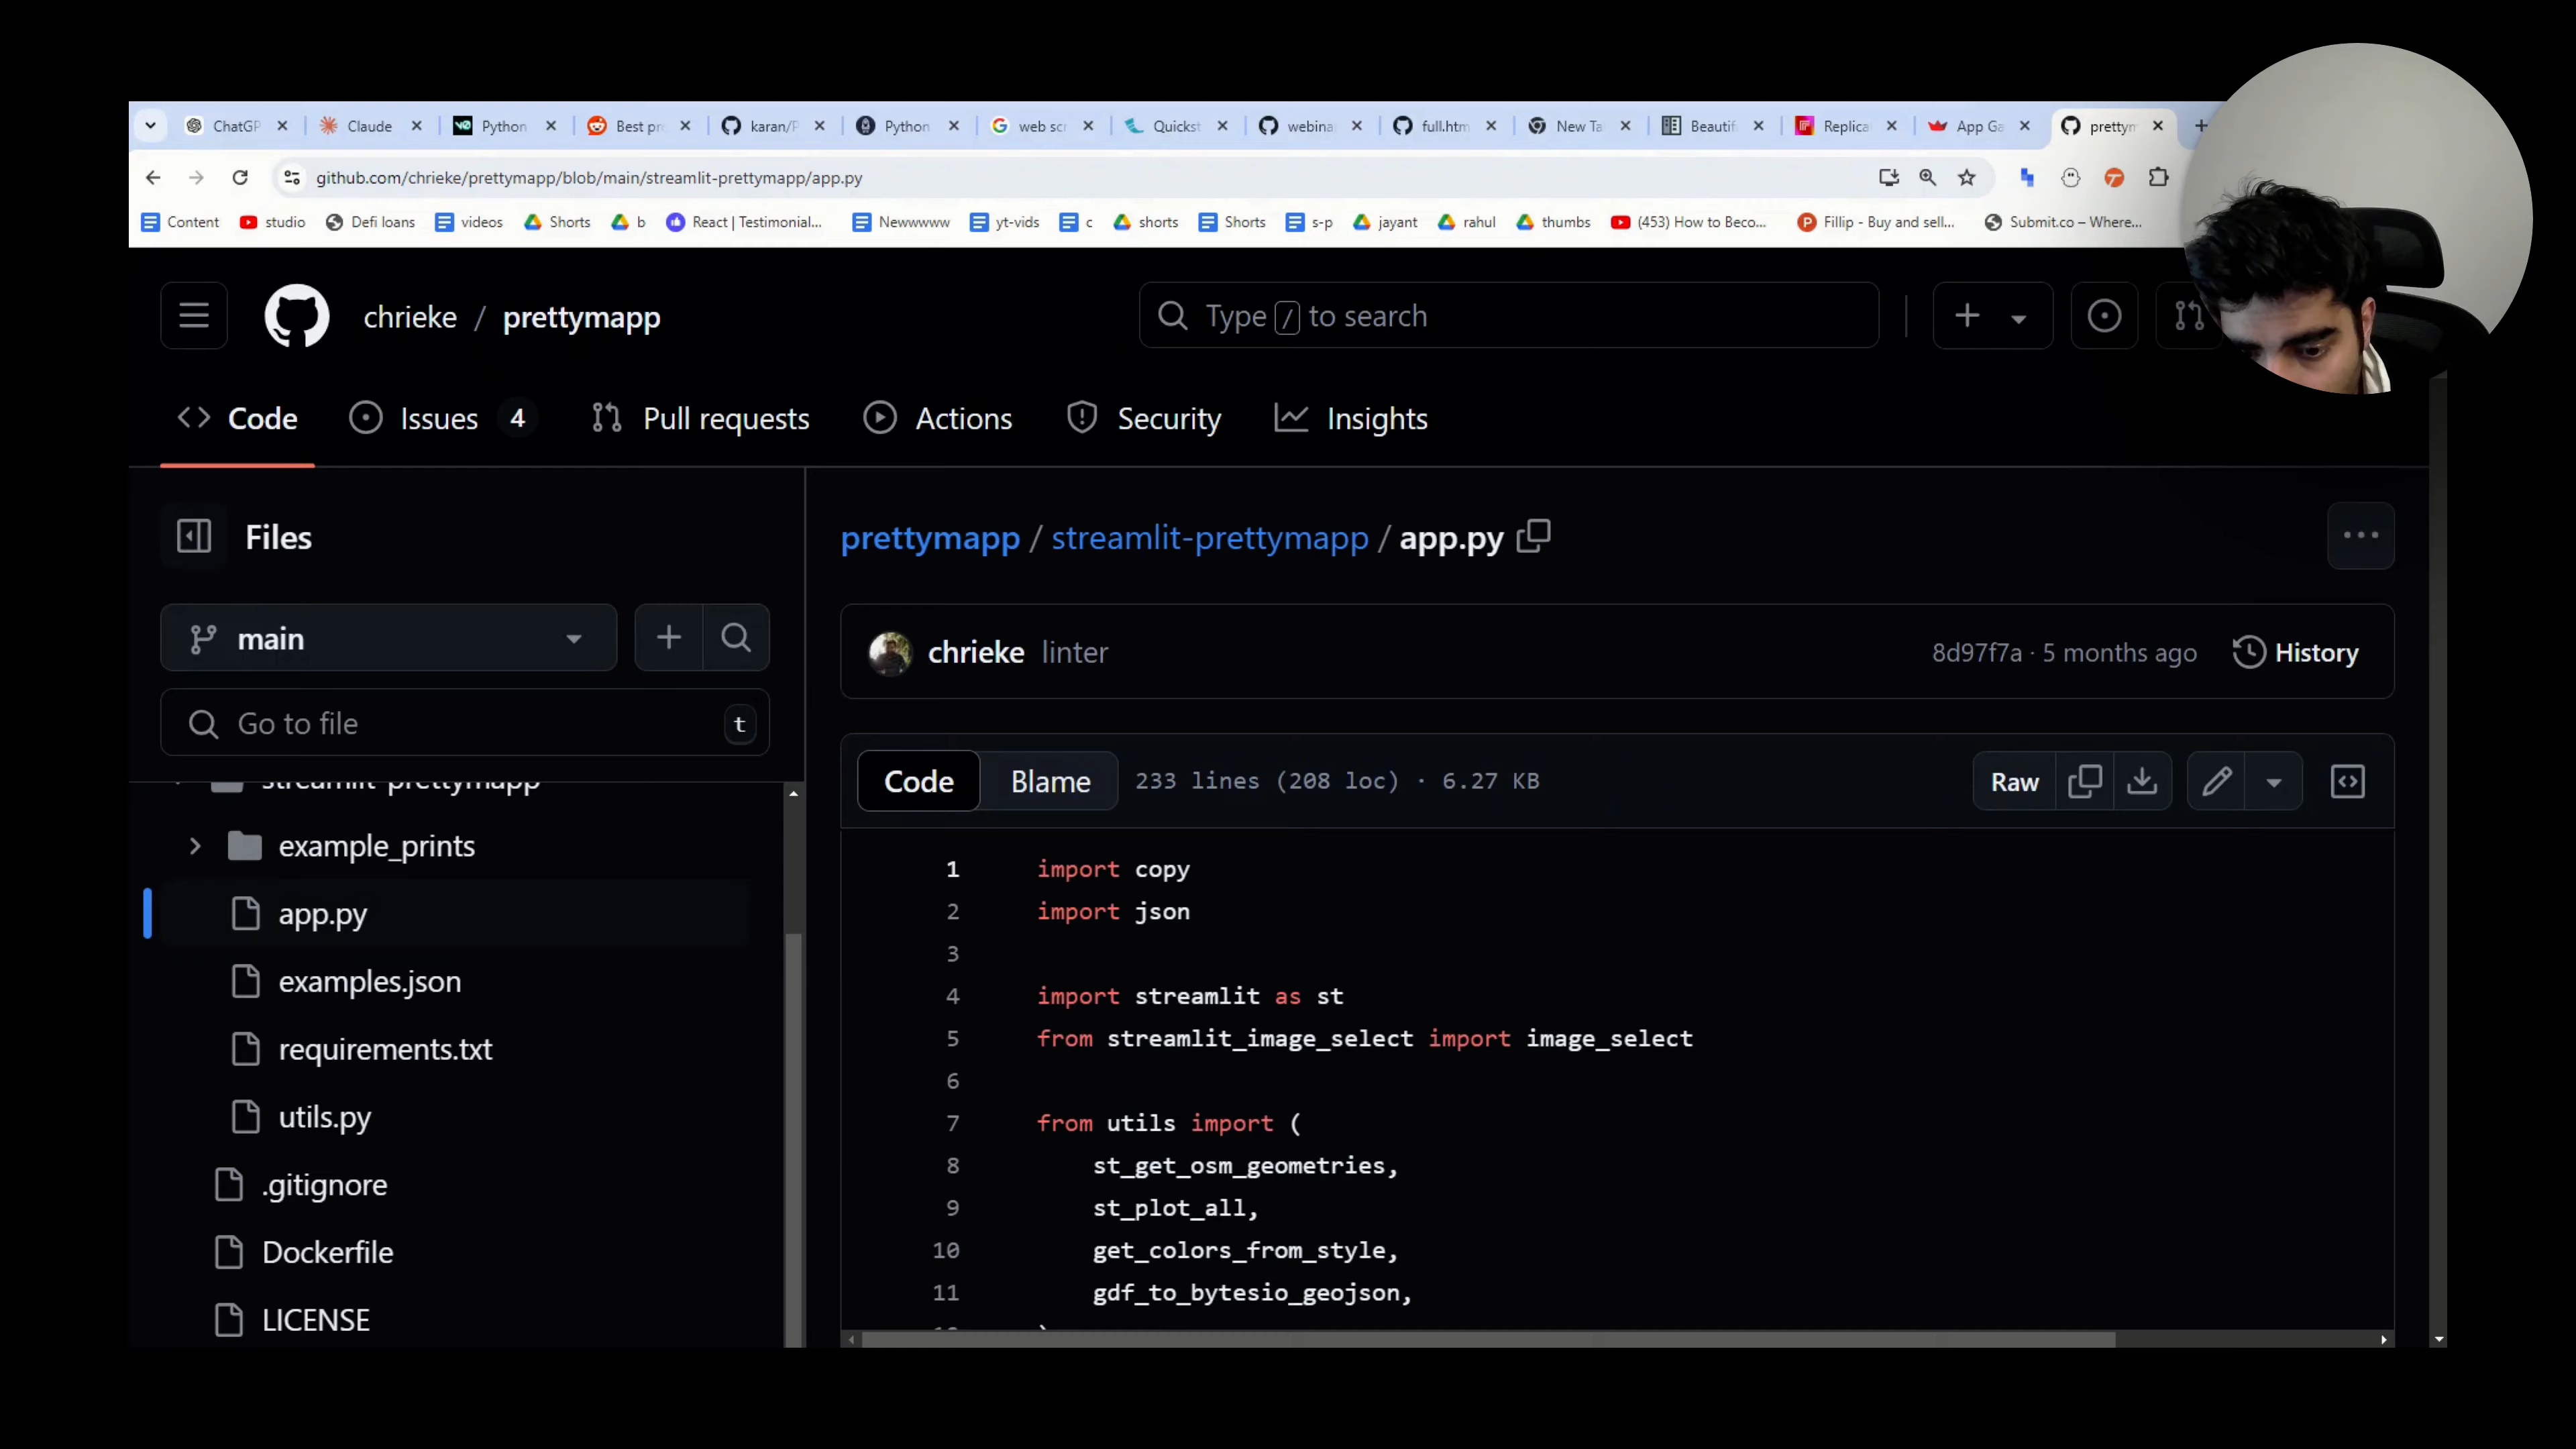 ChatGP
Claude
Python
Best pr
karan/P
Python
web scr
Quickst
webina
full.htm
New Ta
Beautif
Replica
App Ga
prettym
github.com/chrieke/prettymapp/blob/main/streamlit-prettymapp/app.py
Content
studio
Defi loans
videos
Shorts
b
React | Testimonial...
Newwwww
yt-vids
c
shorts
Shorts
s-p
jayant
rahul
thumbs
(453) How to Beco...
Fillip - Buy and sell...
Submit.co – Where...
chrieke / prettymapp
Type / to search
Code
Issues 4
Pull requests
Actions
Security
Insights
Files
main
Go to file
t
streamlit-prettymapp
example_prints
app.py
examples.json
requirements.txt
utils.py
.gitignore
Dockerfile
LICENSE
prettymapp / streamlit-prettymapp / app.py
chrieke linter
8d97f7a · 5 months ago
History
Code
Blame
233 lines (208 loc) · 6.27 KB
Raw
1 import copy
2 import json
3
4 import streamlit as st
5 from streamlit_image_select import image_select
6
7 from utils import (
8 st_get_osm_geometries,
9 st_plot_all,
10 get_colors_from_style,
11 gdf_to_bytesio_geojson,